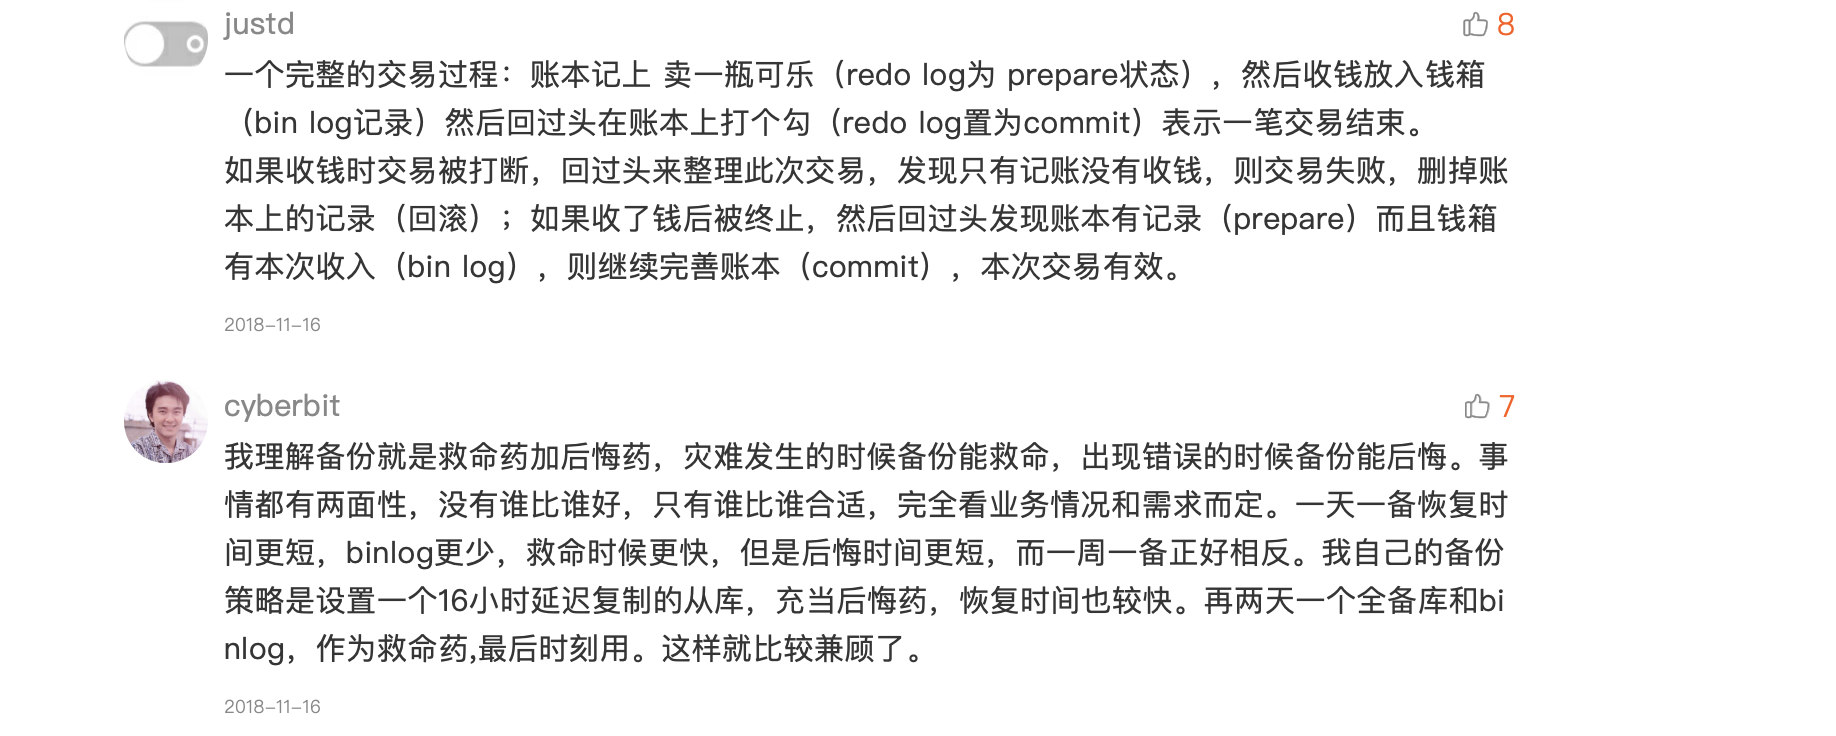 justd
8
一个完整的交易过程：账本记上 卖一瓶可乐（redo log为 prepare状态），然后收钱放入钱箱
（bin log记录）然后回过头在账本上打个勾（redo log置为commit）表示一笔交易结束。
如果收钱时交易被打断，回过头来整理此次交易，发现只有记账没有收钱，则交易失败，删掉账
本上的记录（回滚）；如果收了钱后被终止，然后回过头发现账本有记录（prepare）而且钱箱
有本次收入（bin log），则继续完善账本（commit），本次交易有效。
2018-11-16
cyberbit
7
我理解备份就是救命药加后悔药，灾难发生的时候备份能救命，出现错误的时候备份能后悔。事
情都有两面性，没有谁比谁好，只有谁比谁合适，完全看业务情况和需求而定。一天一备恢复时
间更短，binlog更少，救命时候更快，但是后悔时间更短，而一周一备正好相反。我自己的备份
策略是设置一个16小时延迟复制的从库，充当后悔药，恢复时间也较快。再两天一个全备库和bi
nlog，作为救命药,最后时刻用。这样就比较兼顾了。
2018-11-16